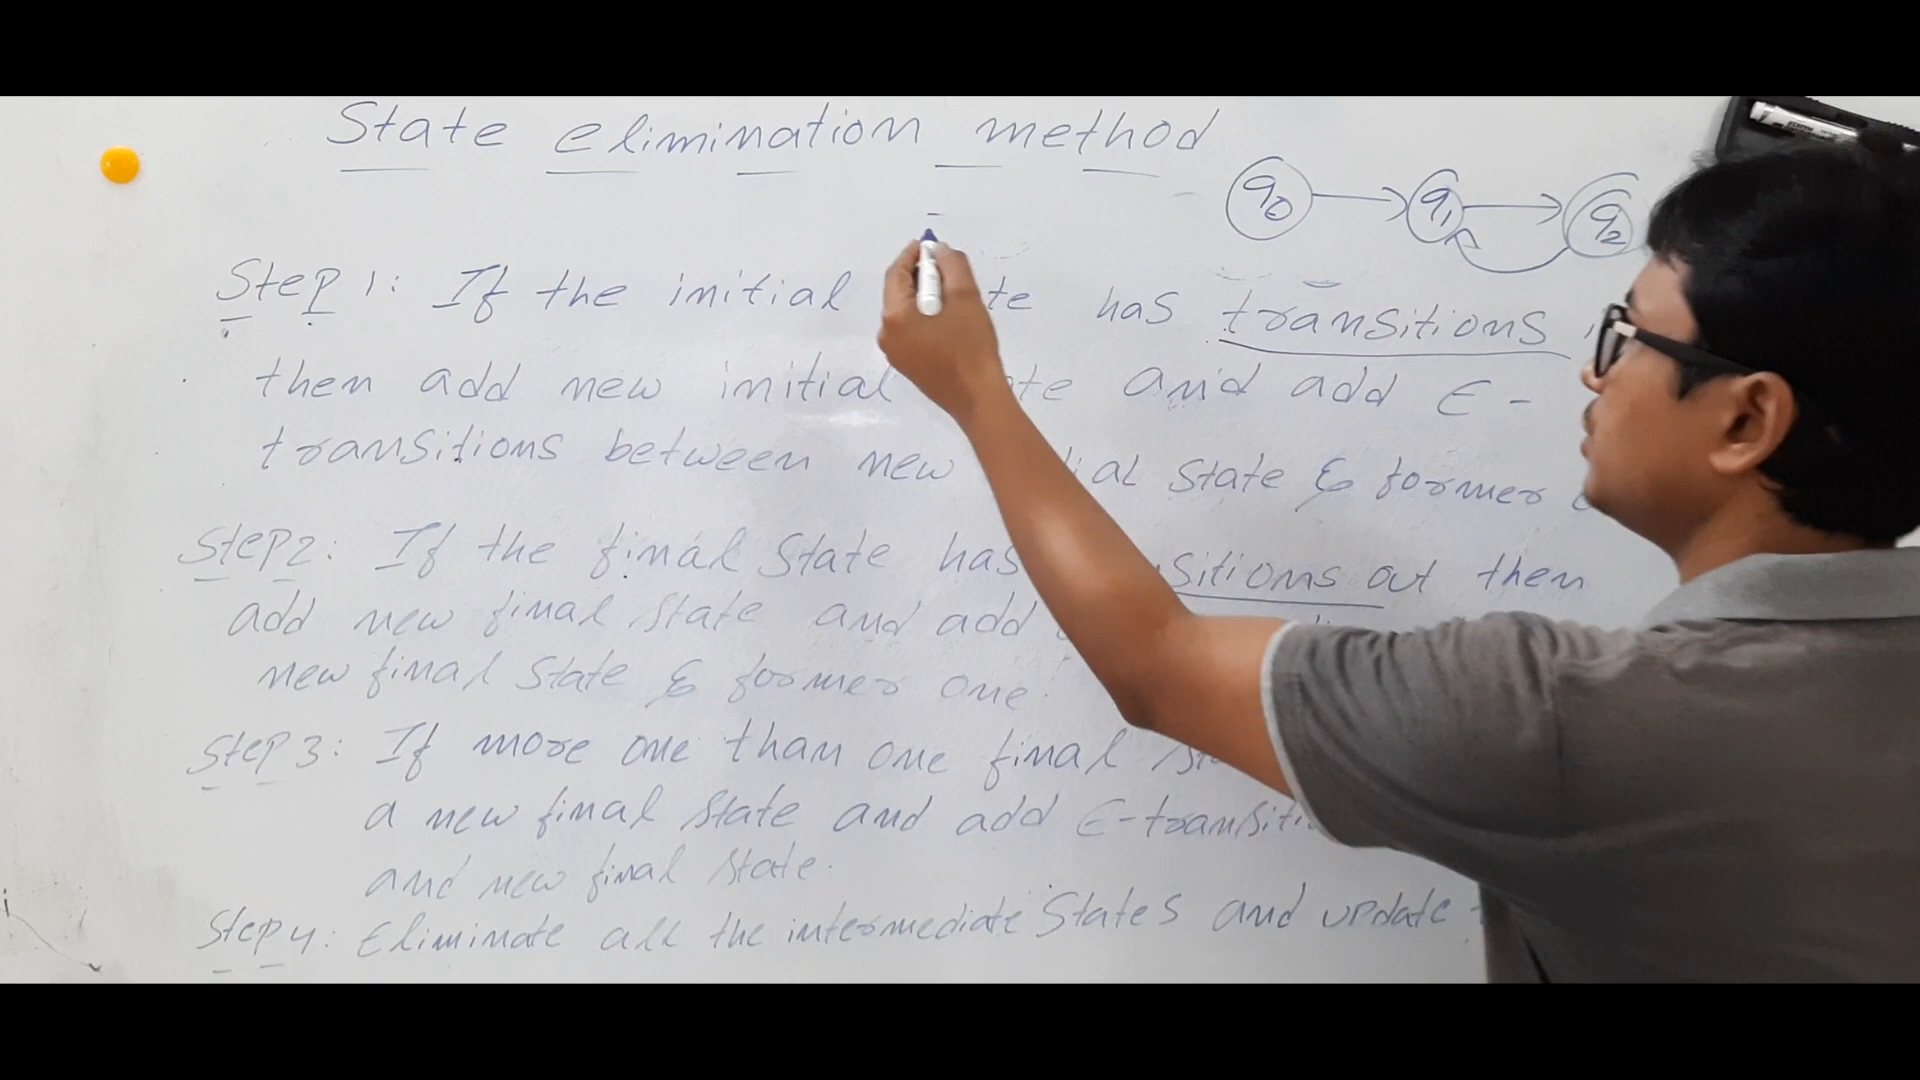 State elimination method
q0 q1 q2
Step 1: If the initial te has transitions
then add new initial te and add ϵ-
transitions between new ial state & former
Step2: If the final state has sitions out then
add new final state and add
new final state & former one.
Step 3: If more one than one final
a new final state and add ϵ-transiti
and new final state.
Step 4: Eliminate all the intermediate states and update